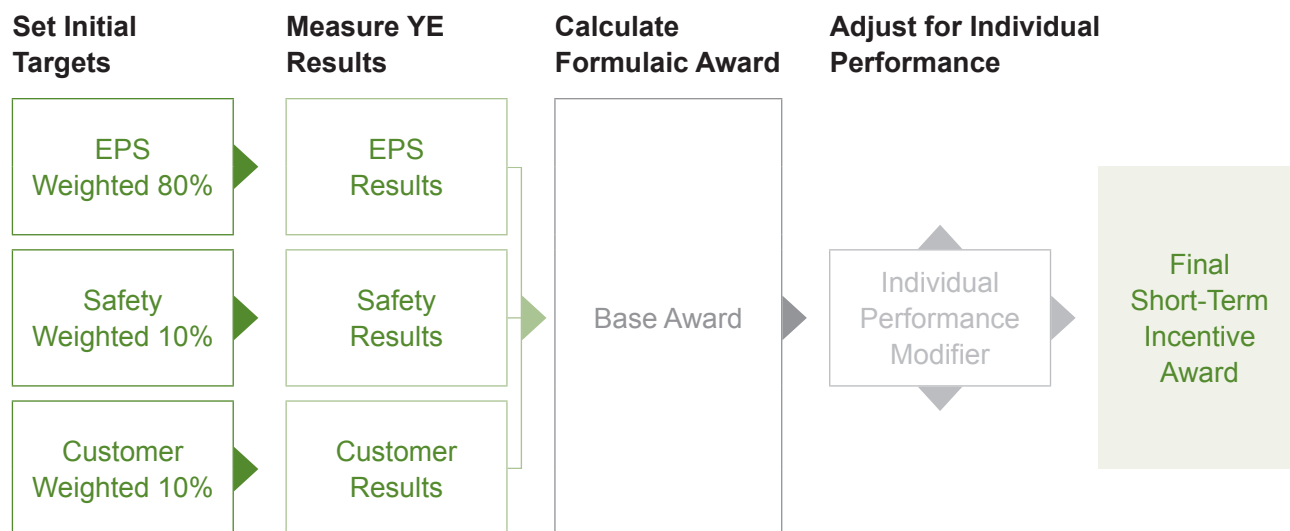 Set Initial
Targets
Measure YE
Results
Calculate
Formulaic Award
Adjust for Individual
Performance
EPS
Weighted 80%
EPS
Results
Safety
Weighted 10%
Safety
Results
Customer
Weighted 10%
Customer
Results
Base Award
Individual
Performance
Modifier
Final
Short-Term
Incentive
Award